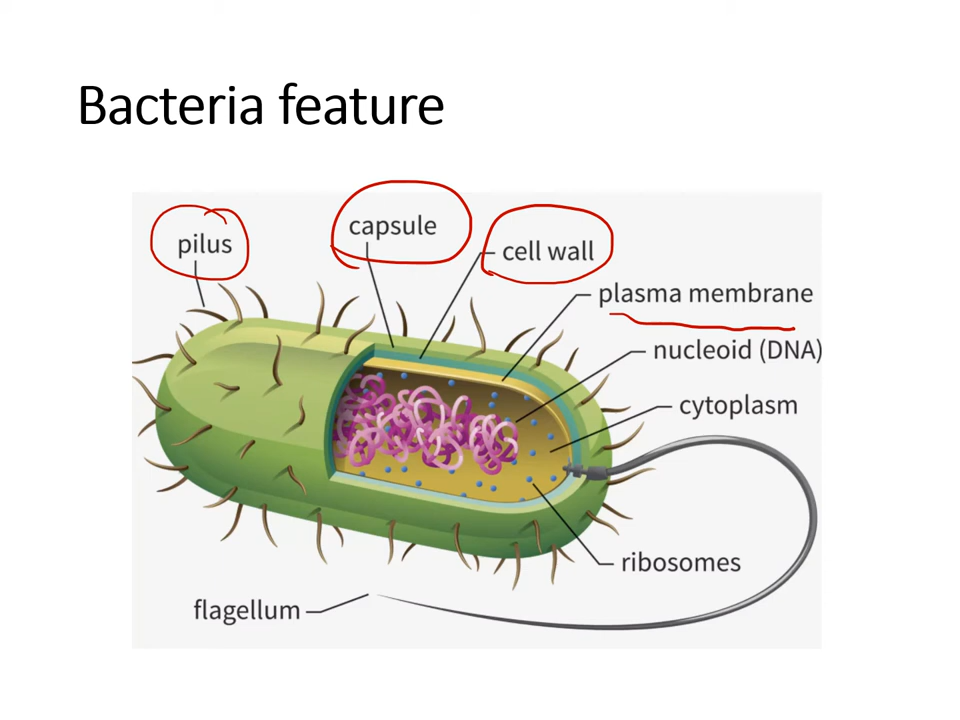 Bacteria feature
capsule
pilus
cell wall
plasma membrane
nucleoid (DNA)
cytoplasm
ribosomes
flagellum